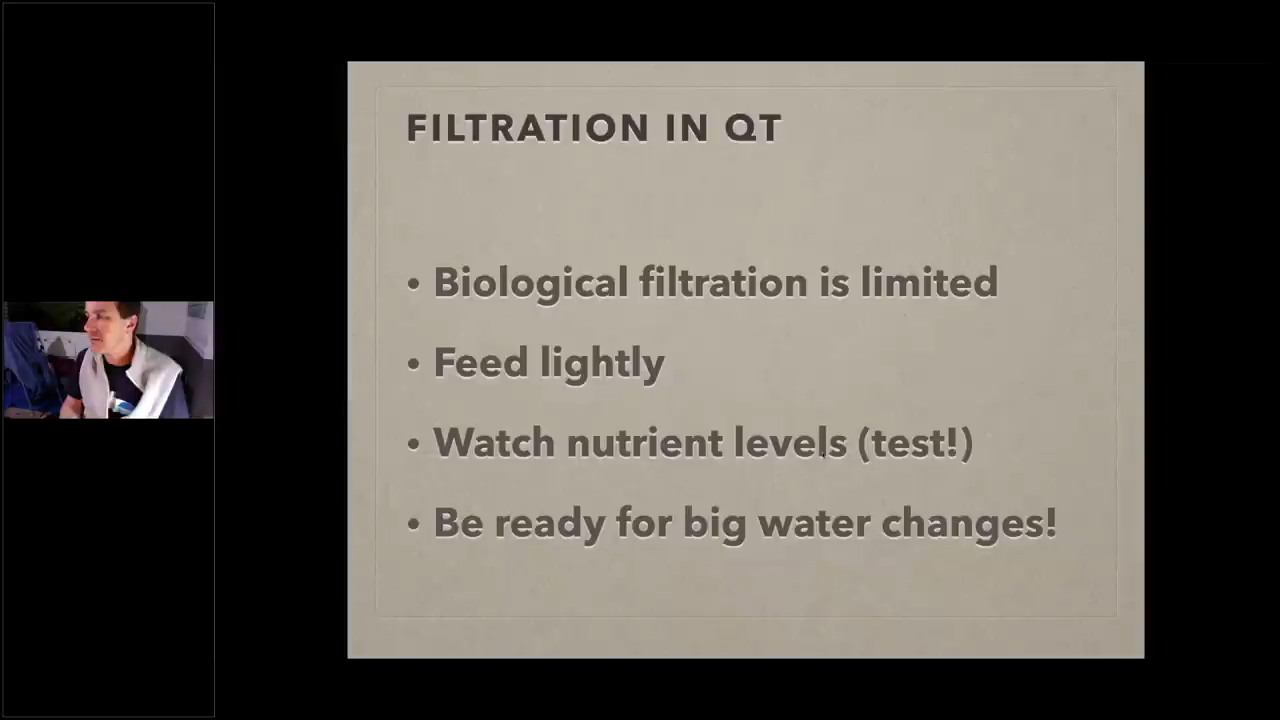 FILTRATION IN QT
• Biological filtration is limited
• Feed lightly
• Watch nutrient levels (test!)
• Be ready for big water changes!